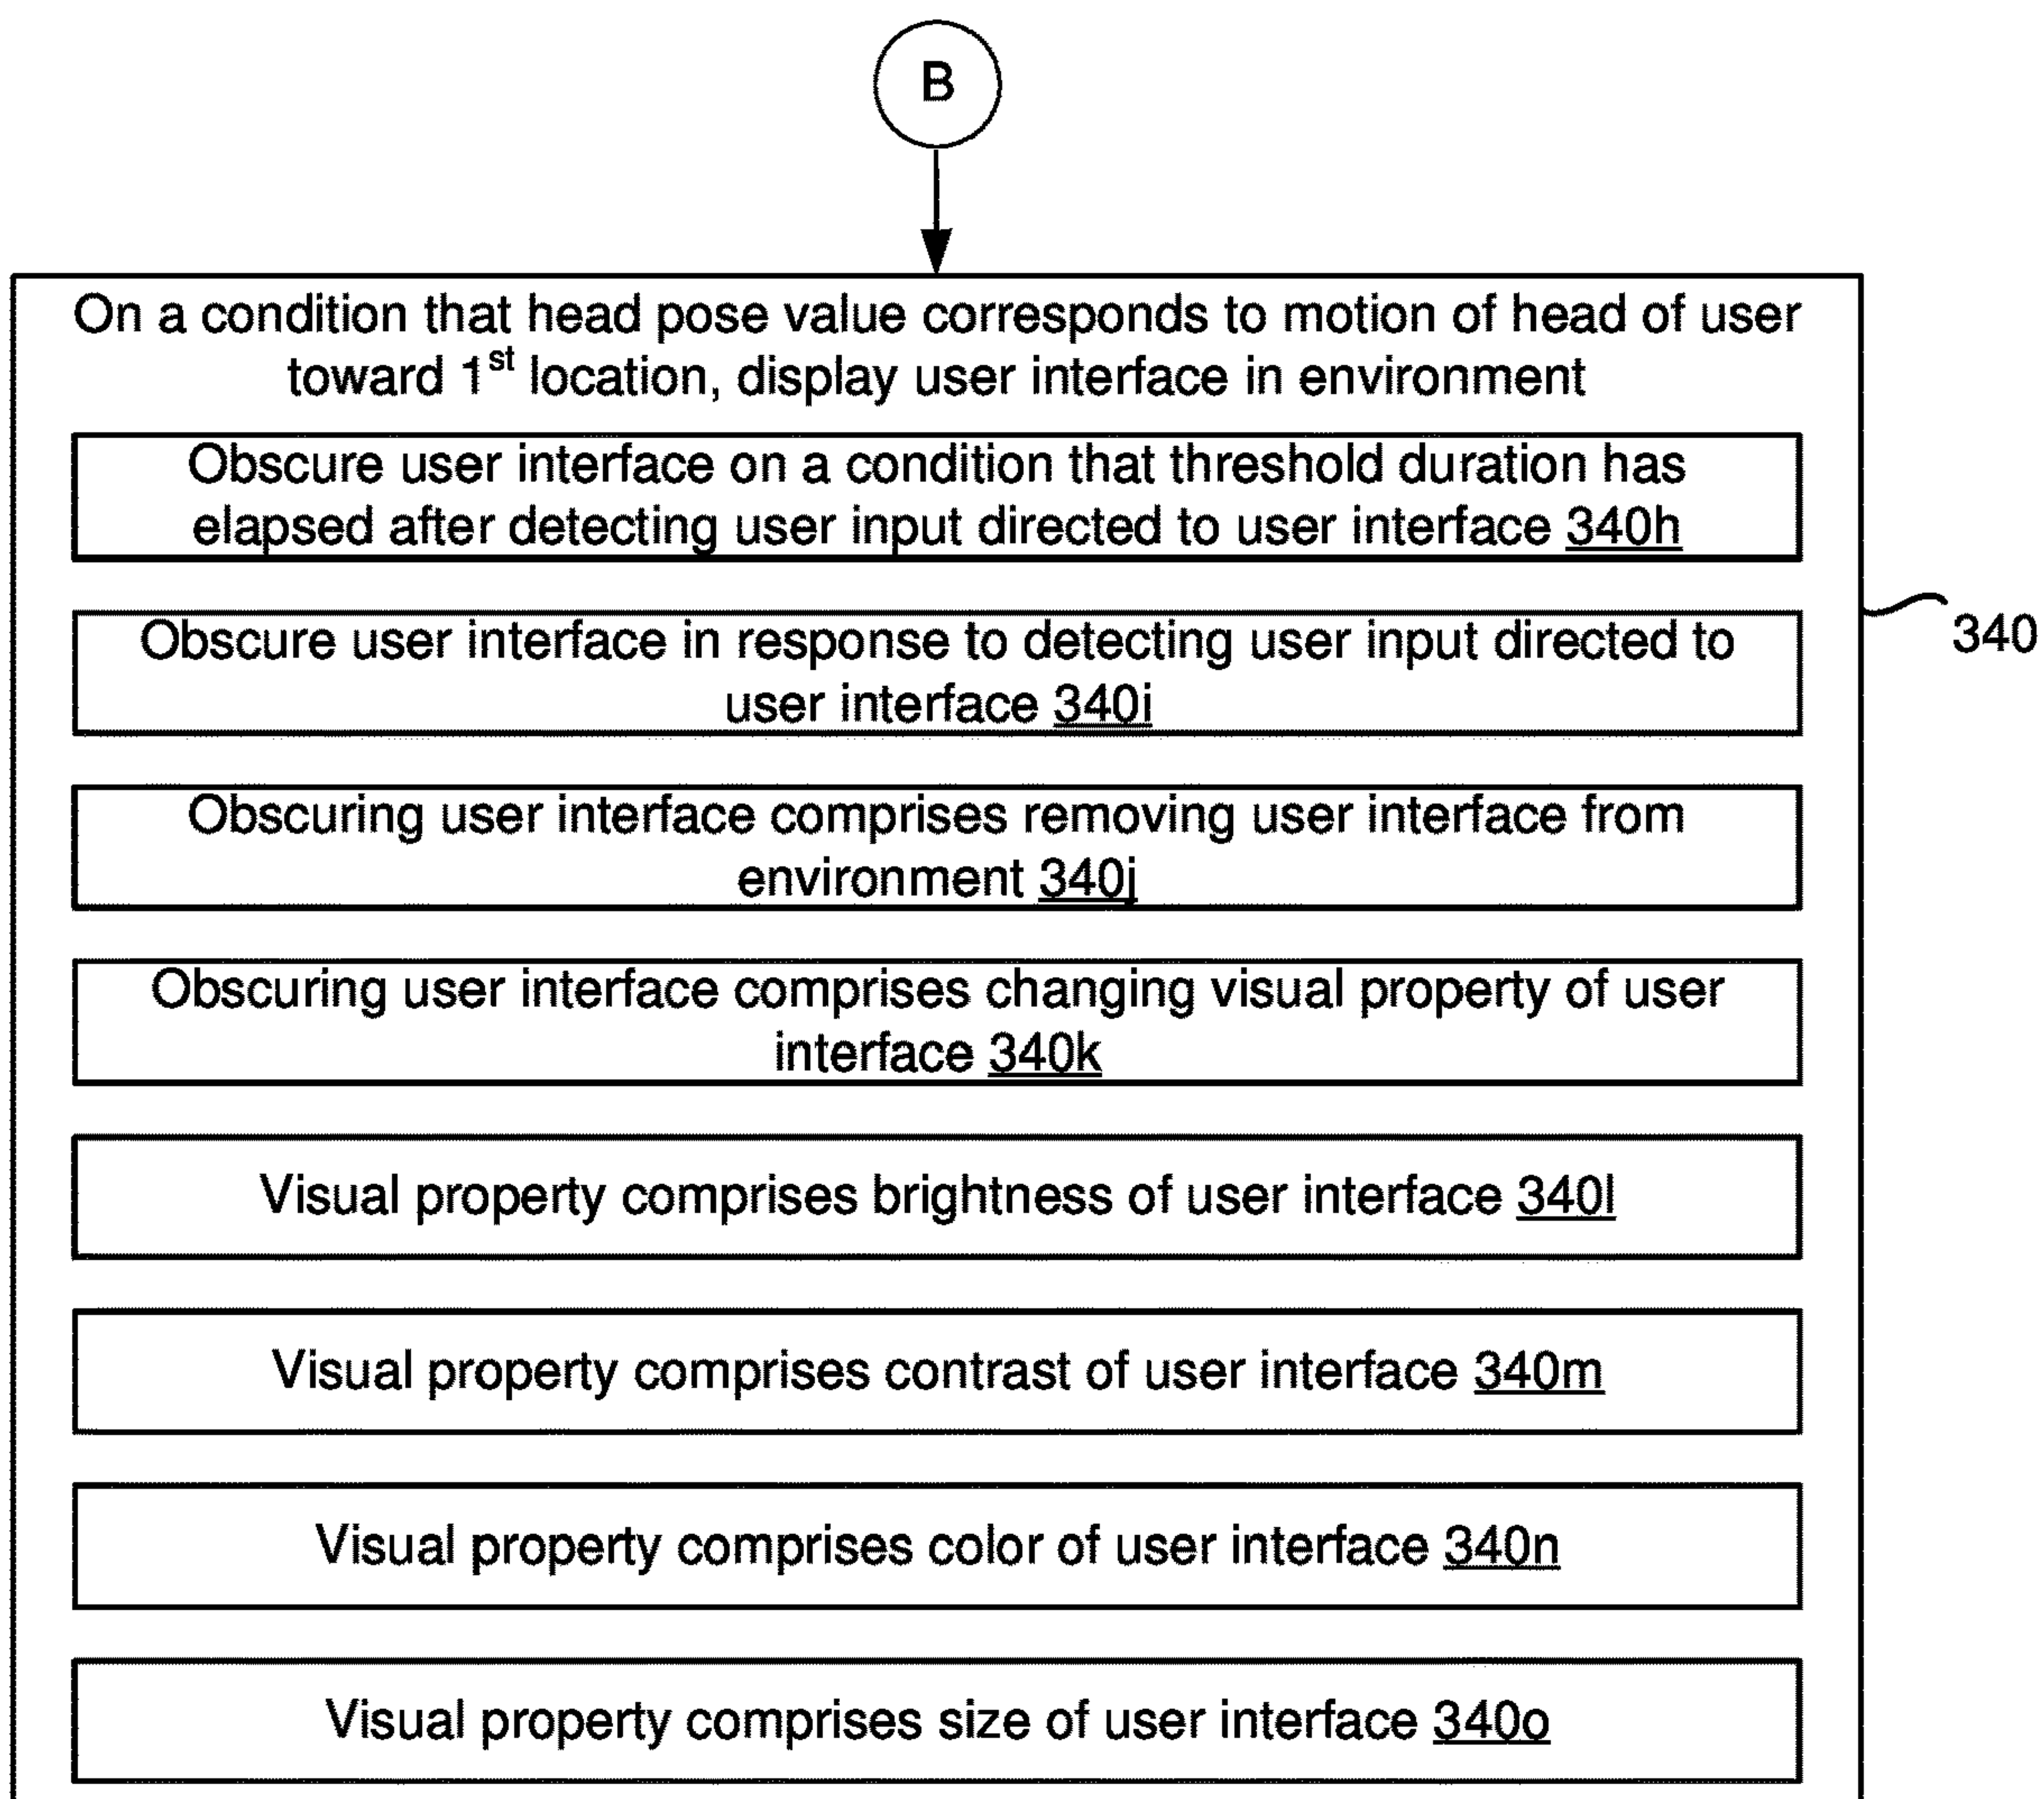 B
On a condition that head pose value corresponds to motion of head of user
toward 1st location, display user interface in environment
Obscure user interface on a condition that threshold duration has
elapsed after detecting user input directed to user interface 340h
Obscure user interface in response to detecting user input directed to
user interface 340i
340
Obscuring user interface comprises removing user interface from
environment 340j
Obscuring user interface comprises changing visual property of user
interface 340k
Visual property comprises brightness of user interface 340l
Visual property comprises contrast of user interface 340m
Visual property comprises color of user interface 340n
Visual property comprises size of user interface 340o